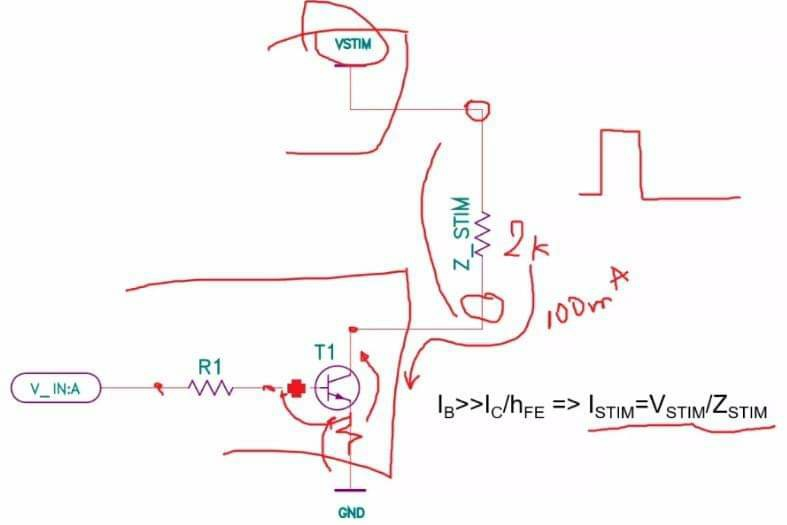 VSTIM
Z_STIM
2k
100mA
T1
R1
V_IN:A
I_B>>I_C/h_FE => I_STIM=V_STIM/Z_STIM
GND